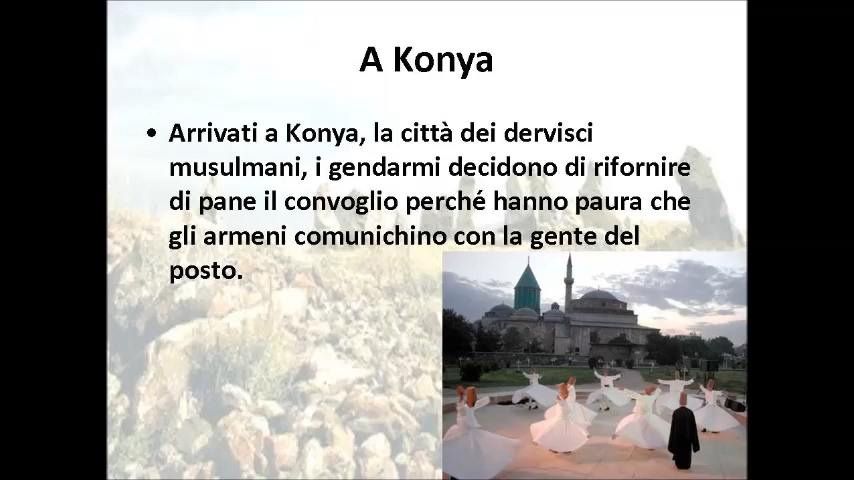 A Konya
• Arrivati a Konya, la città dei dervisci
musulmani, i gendarmi decidono di rifornire
di pane il convoglio perché hanno paura che
gli armeni comunichino con la gente del
posto.